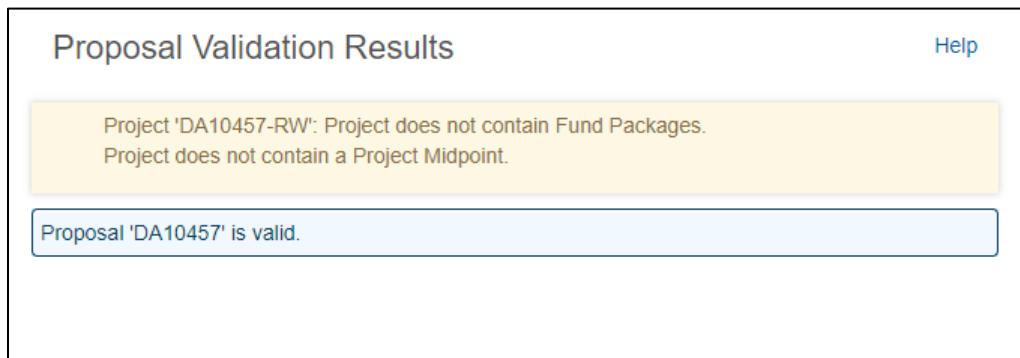 Proposal Validation Results
Help
Project 'DA10457-RW': Project does not contain Fund Packages.
Project does not contain a Project Midpoint.
Proposal 'DA10457' is valid.